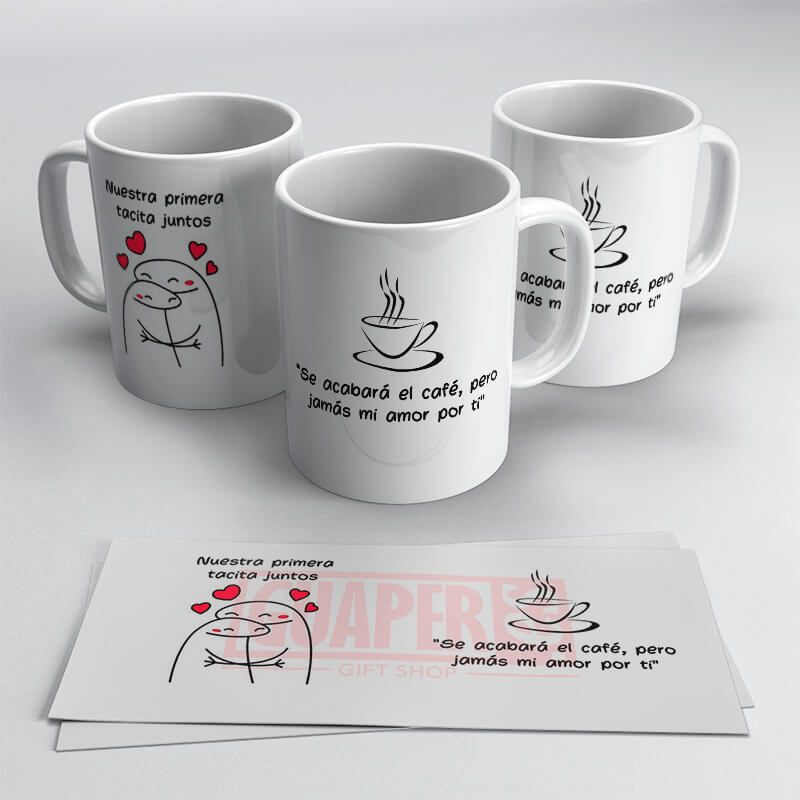 Nuestra primera
tacita juntos
"Se acabará el café, pero
jamás mi amor por ti"
acabará el café, pero
jamás mi amor por ti"
Nuestra primera
tacita juntos
"Se acabará el café, pero
jamás mi amor por ti"
GIFT SHOP